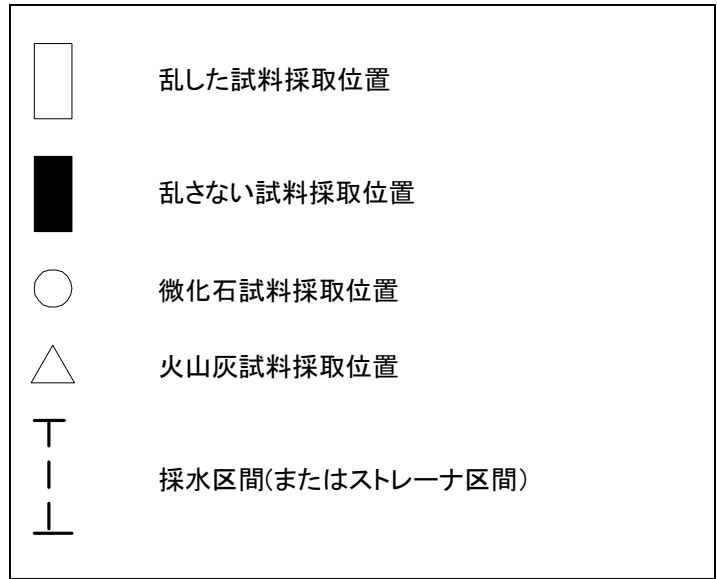 乱した試料採取位置
乱さない試料採取位置
微化石試料採取位置
火山灰試料採取位置
採水区間(またはストレーナ区間)